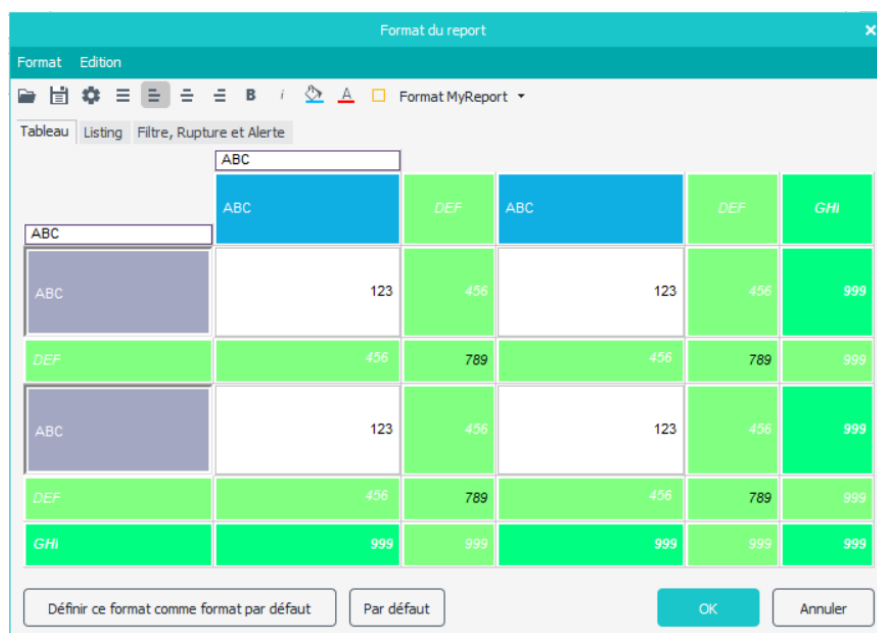 Format du report ×
Format Edition
B i A Format MyReport
Tableau Listing Filtre, Rupture et Alerte
ABC
ABC DEF ABC DEF GHI
ABC
ABC 123 456 123 456 999
DEF 456 789 456 789 999
ABC 123 456 123 456 999
DEF 456 789 456 789 999
GHI 999 999 999 999 999
Définir ce format comme format par défaut Par défaut OK Annuler